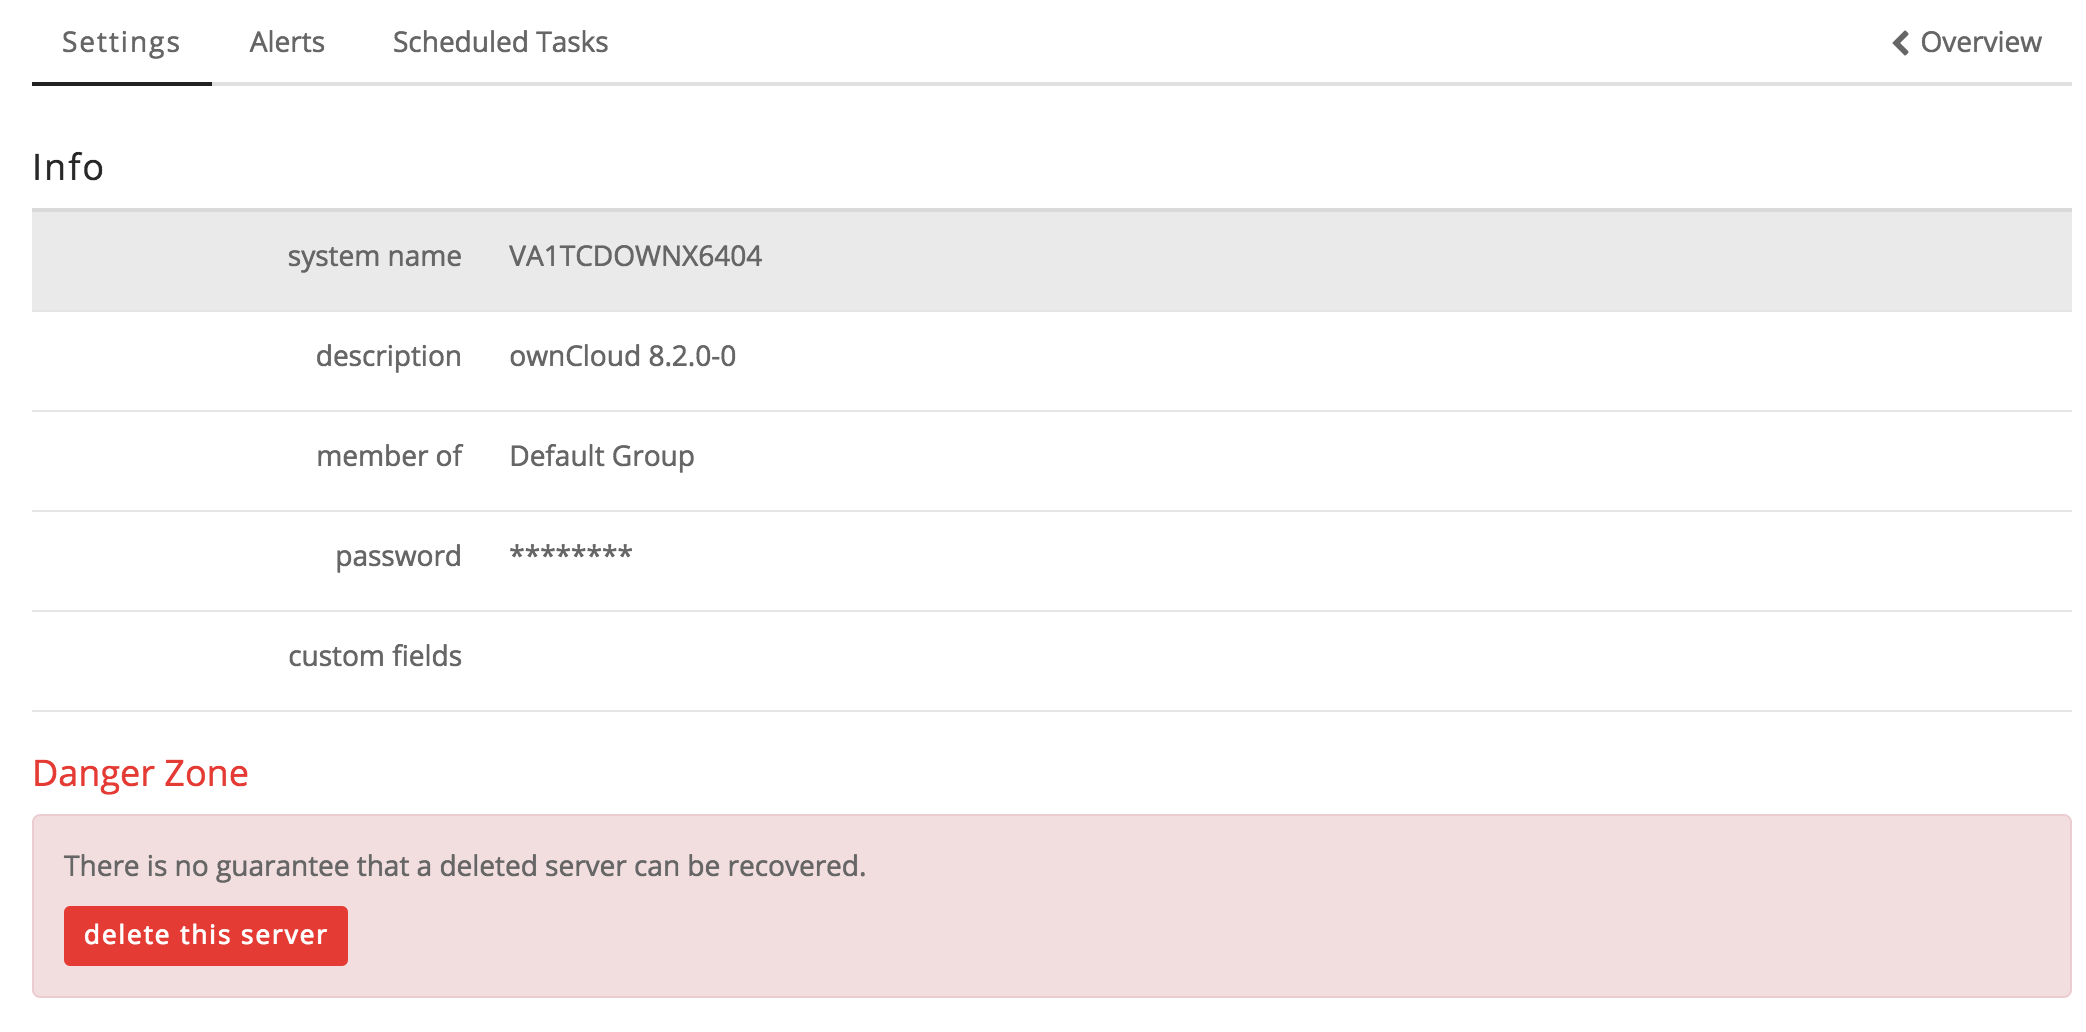 Settings Alerts Scheduled Tasks Overview
Info
system name VA1TCDOWNX6404
description ownCloud 8.2.0-0
member of Default Group
password ********
custom fields
Danger Zone
There is no guarantee that a deleted server can be recovered.
delete this server